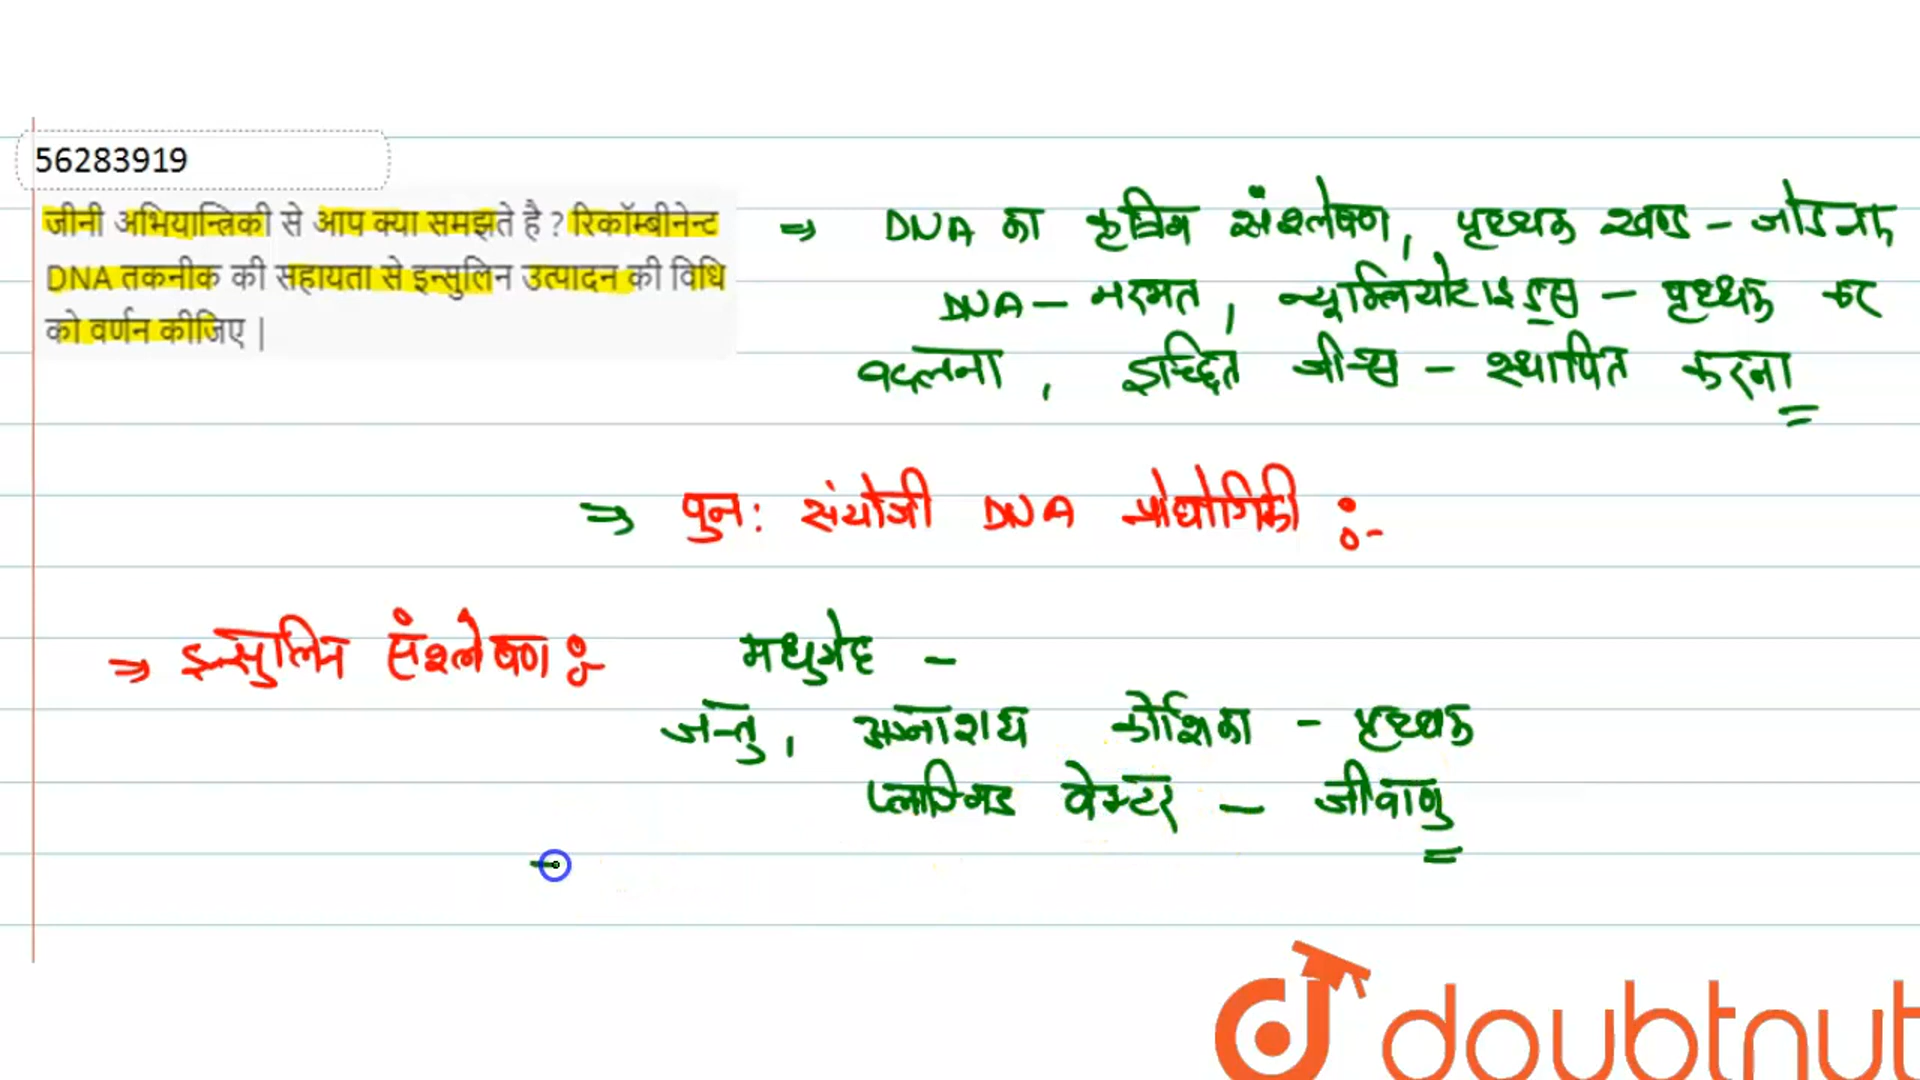 56283919
जीनी अभियान्त्रिकी से आप क्या समझते है ? रिकॉम्बीनेन्ट
DNA तकनीक की सहायता से इन्सुलिन उत्पादन की विधि
को वर्णन कीजिए |
⇒ DNA का कृत्रिम संश्लेषण, पृथ्थक खण्ड - जोडना
DNA - मरम्मत, न्यूक्लियोटाइड्स - पृथ्थक कर
बदलना, इच्छित जीन्स - स्थापित करना
⇒ पुन: संयोजी DNA प्रोघोगिकी :-
⇒ इन्सुलिन संश्लेषण :- मधुमेह -
जन्तु, अग्नाशय कोशिका - पृथ्थक
प्लाज्मिड वेक्टर - जीवाणु
doubtnut